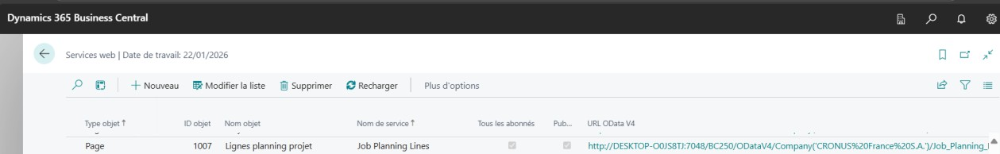 Dynamics 365 Business Central
Services web | Date de travail: 22/01/2026
Nouveau Modifier la liste Supprimer Recharger Plus d'options
Type objet ↑ ID objet Nom objet Nom de service ↑ Tous les abonnés Pub... URL OData V4
Page 1007 Lignes planning projet Job Planning Lines http://DESKTOP-O0JS8TJ:7048/BC250/ODataV4/Company('CRONUS%20France%20S.A.')/Job_Planning_